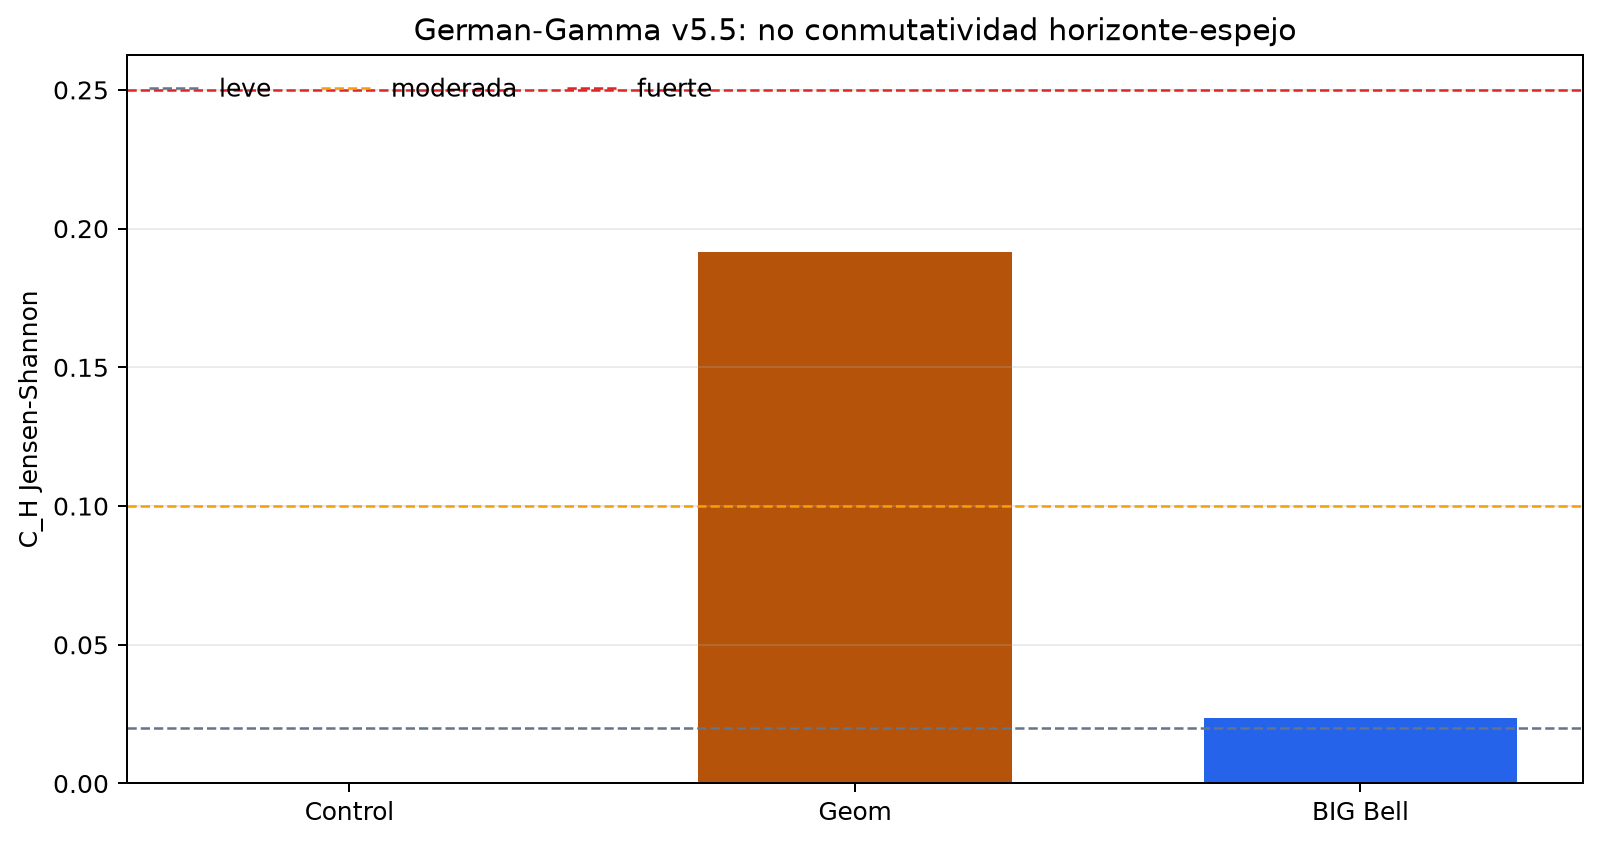 German-Gamma v5.5: no conmutatividad horizonte-espejo
leve moderada fuerte
C_H Jensen-Shannon
0.25
0.20
0.15
0.10
0.05
0.00
Control Geom BIG Bell